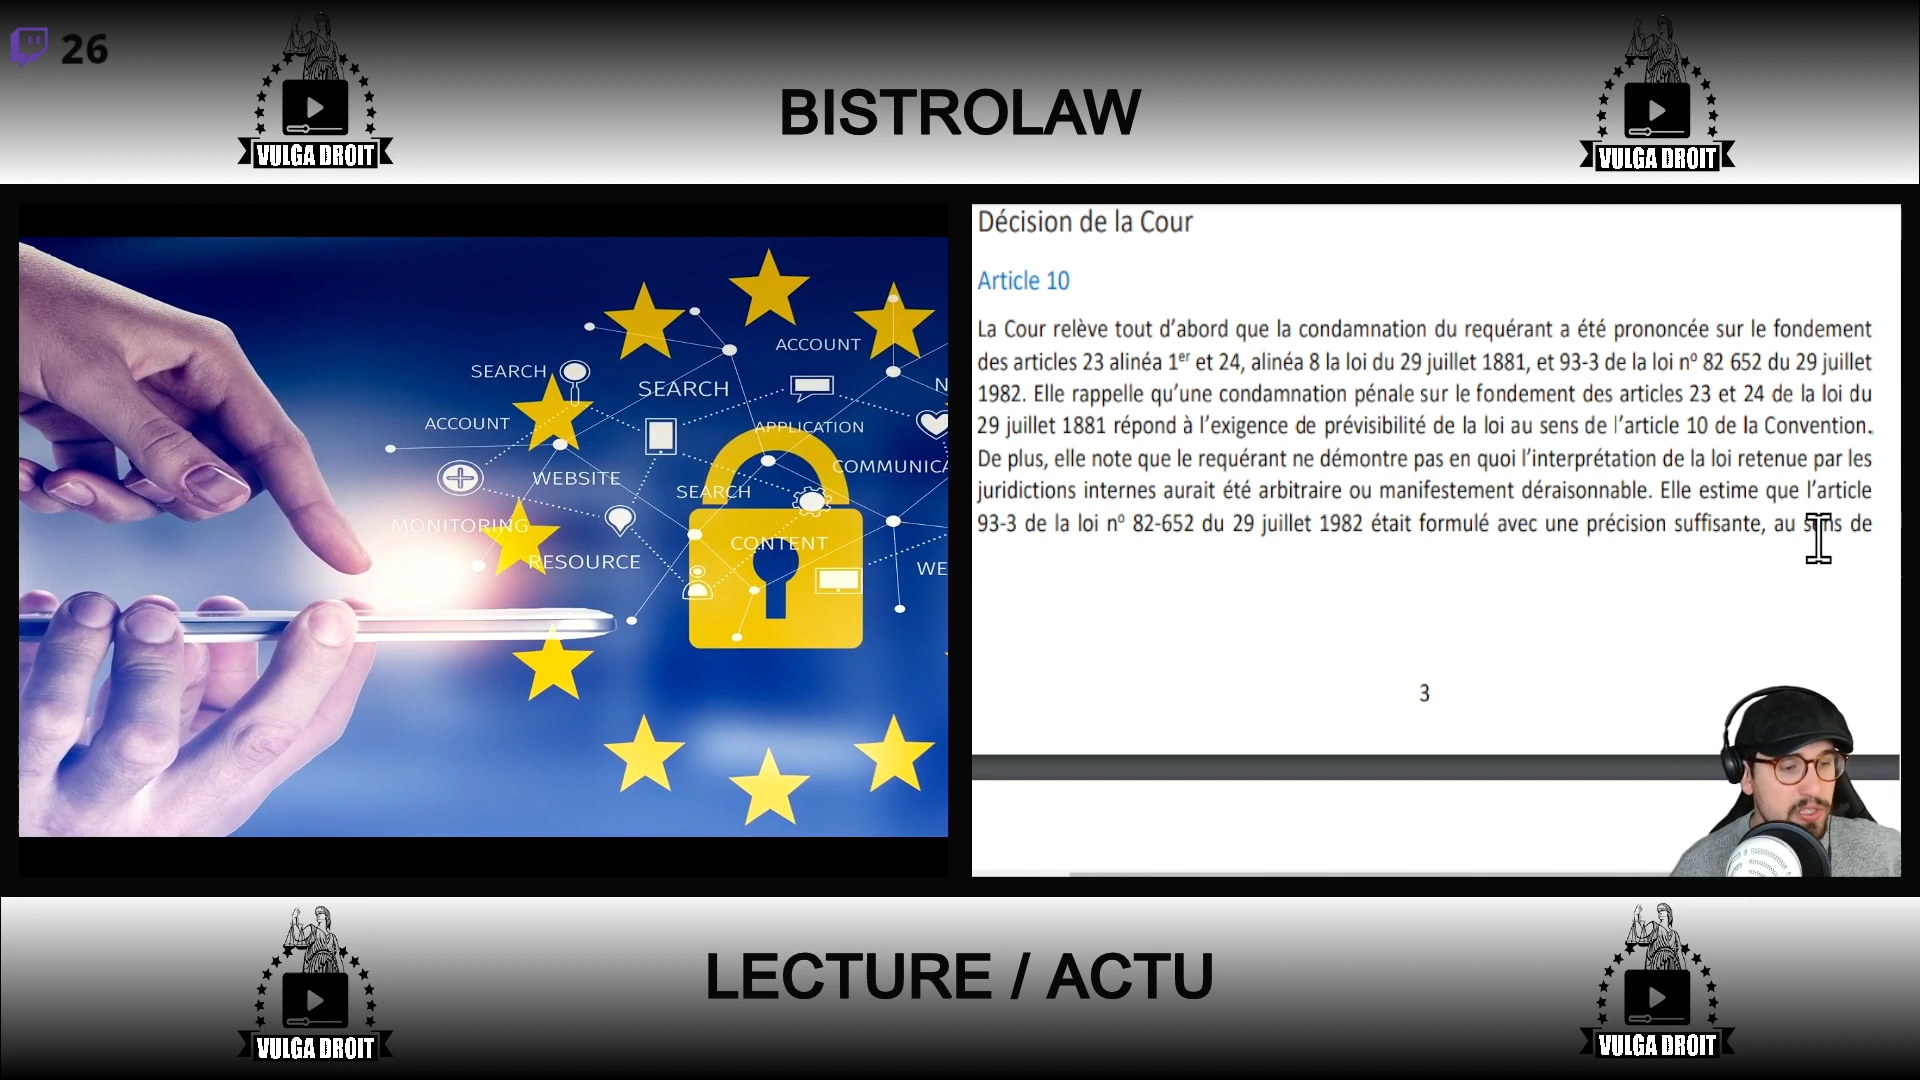 26
BISTROLAW
VULGA DROIT
VULGA DROIT
ACCOUNT
SEARCH
SEARCH
ACCOUNT
APPLICATION
COMMUNICA
WEBSITE
SEARCH
MONITORING
CONTENT
RESOURCE
WE
N
Décision de la Cour
Article 10
La Cour relève tout d’abord que la condamnation du requérant a été prononcée sur le fondement
des articles 23 alinéa 1er et 24, alinéa 8 la loi du 29 juillet 1881, et 93-3 de la loi nº 82 652 du 29 juillet
1982. Elle rappelle qu’une condamnation pénale sur le fondement des articles 23 et 24 de la loi du
29 juillet 1881 répond à l’exigence de prévisibilité de la loi au sens de l’article 10 de la Convention.
De plus, elle note que le requérant ne démontre pas en quoi l’interprétation de la loi retenue par les
juridictions internes aurait été arbitraire ou manifestement déraisonnable. Elle estime que l’article
93-3 de la loi nº 82-652 du 29 juillet 1982 était formulé avec une précision suffisante, au sens de
3
VULGA DROIT
LECTURE / ACTU
VULGA DROIT